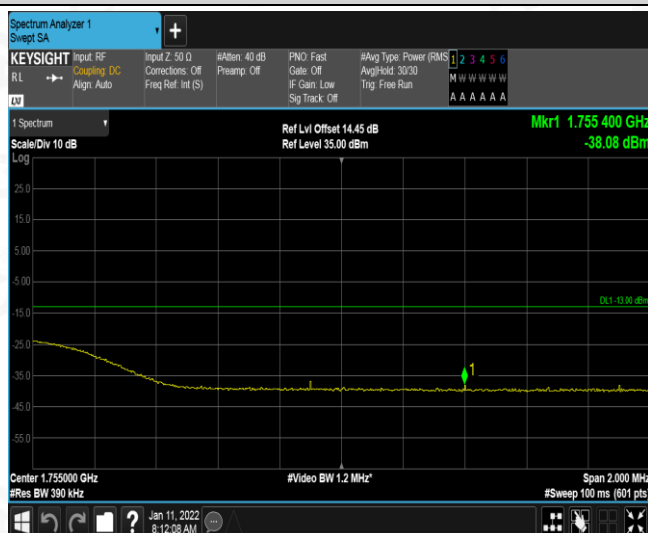 Spectrum Analyzer 1
Swept SA
+
KEYSIGHT
RL
LXI
Input: RF
Coupling: DC
Align: Auto
Input Z: 50 Ω
Corrections: Off
Freq Ref: Int (S)
#Atten: 40 dB
Preamp: Off
PNO: Fast
Gate: Off
IF Gain: Low
Sig Track: Off
#Avg Type: Power (RMS
Avg|Hold: 30/30
Trig: Free Run
1 2 3 4 5 6
M W W W W W
A A A A A A
1 Spectrum
Scale/Div 10 dB
Ref Lvl Offset 14.45 dB
Ref Level 35.00 dBm
Mkr1 1.755 400 GHz
-38.08 dBm
Log
25.0
15.0
5.00
-5.00
DL1 -13.00 dBm
-15.0
-25.0
1
-35.0
-45.0
-55.0
Center 1.755000 GHz
#Video BW 1.2 MHz*
Span 2.000 MHz
#Res BW 390 kHz
#Sweep 100 ms (601 pts)
?
Jan 11, 2022
8:12:08 AM